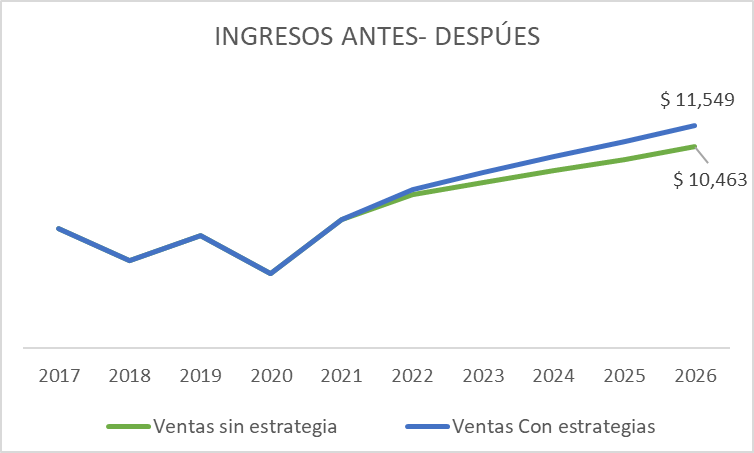 INGRESOS ANTES- DESPÚES
$ 11,549
$ 10,463
2017 2018 2019 2020 2021 2022 2023 2024 2025 2026
Ventas sin estrategia Ventas Con estrategias